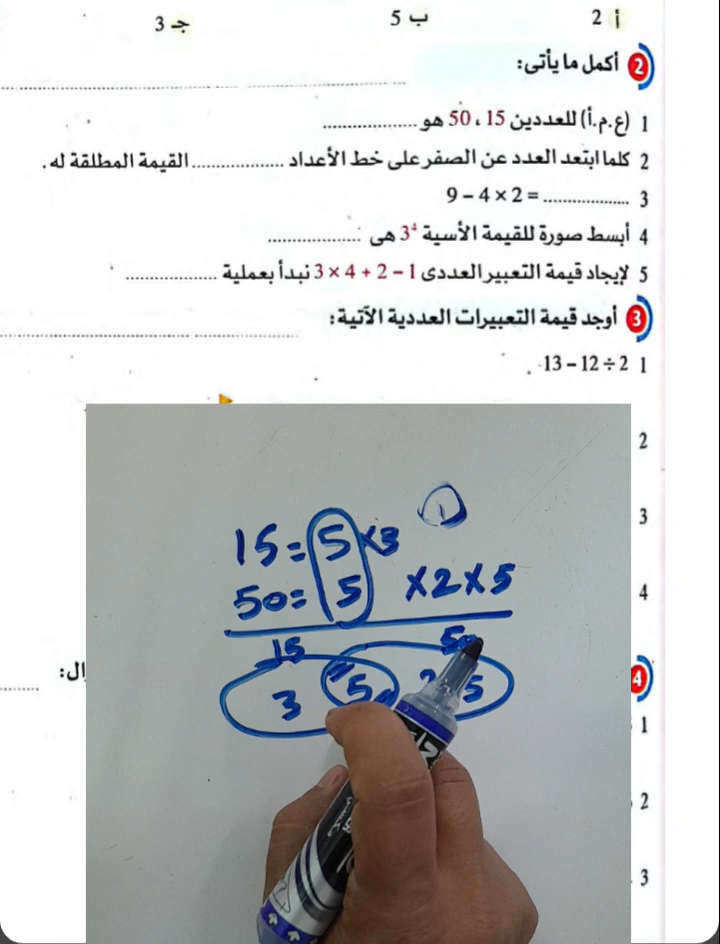 أ 2 ب 5 جـ 3
2 أكمل ما يأتى:
1 (ع.م.أ) للعددين 15 ، 50 هو ..................
2 كلما ابتعد العدد عن الصفر على خط الأعداد .................. القيمة المطلقة له.
3 9 – 4 × 2 = ..................
4 أبسط صورة للقيمة الأسية 3⁴ هى ..................
5 لإيجاد قيمة التعبير العددى 1 – 2 + 4 × 3 نبدأ بعملية ..................
3 أوجد قيمة التعبيرات العددية الآتية:
1 13 – 12 ÷ 2
2
3
4
15 = 5 × 3
50 = 5 × 2 × 5
15 50
3 5 2 5
4
1
2
3